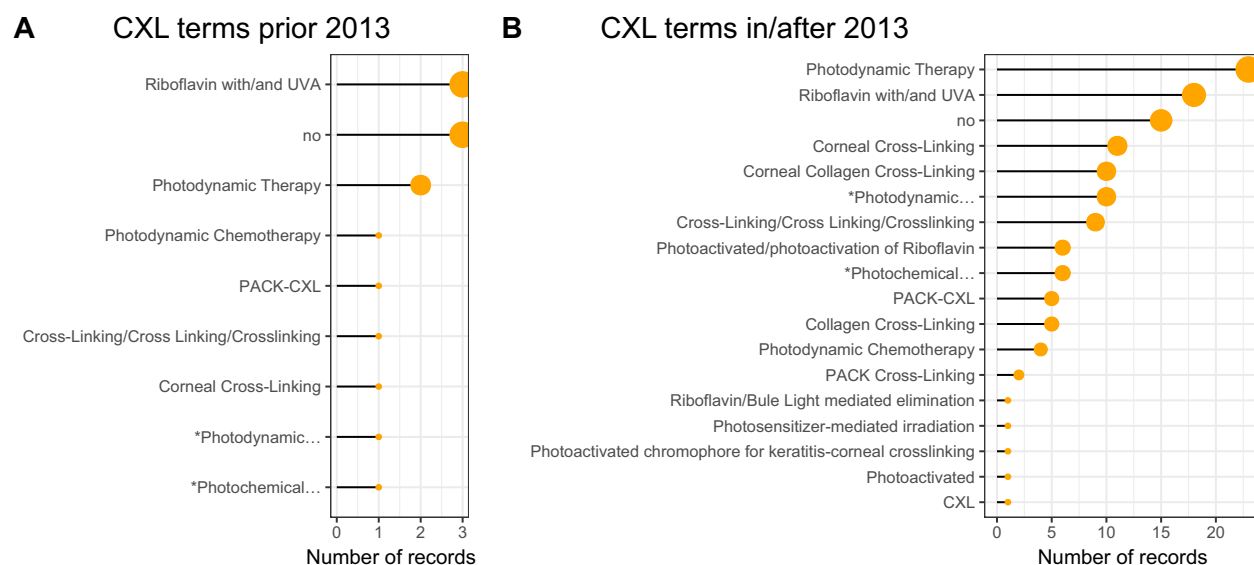 A
CXL terms prior 2013
Riboflavin with/and UVA
no
Photodynamic Therapy
Photodynamic Chemotherapy
PACK-CXL
Cross-Linking/Cross Linking/Crosslinking
Corneal Cross-Linking
*Photodynamic…
*Photochemical…
0 1 2 3
Number of records
B
CXL terms in/after 2013
Photodynamic Therapy
Riboflavin with/and UVA
no
Corneal Cross-Linking
Corneal Collagen Cross-Linking
*Photodynamic…
Cross-Linking/Cross Linking/Crosslinking
Photoactivated/photoactivation of Riboflavin
*Photochemical…
PACK-CXL
Collagen Cross-Linking
Photodynamic Chemotherapy
PACK Cross-Linking
Riboflavin/Bule Light mediated elimination
Photosensitizer-mediated irradiation
Photoactivated chromophore for keratitis-corneal crosslinking
Photoactivated
CXL
0 5 10 15 20
Number of records